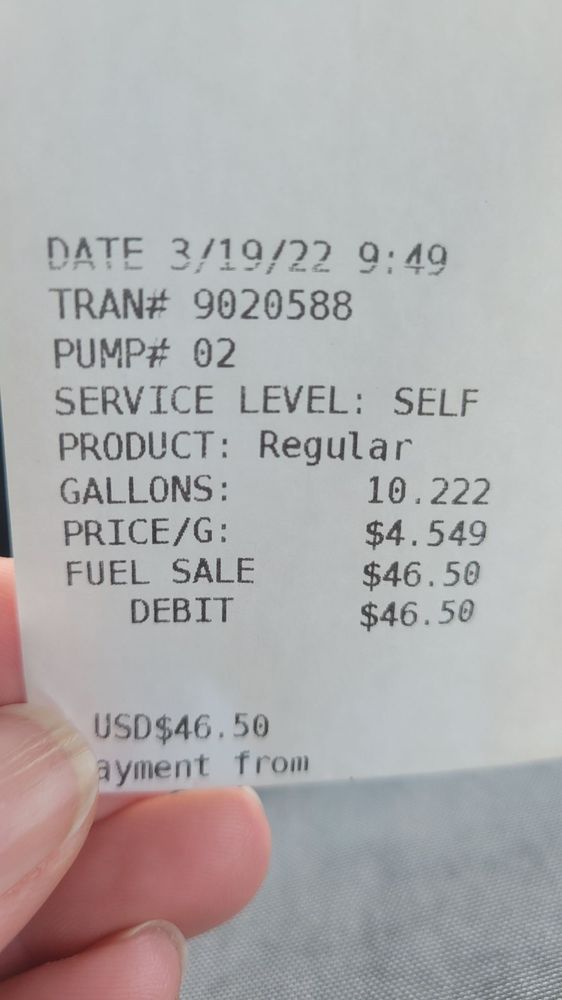 DATE 3/19/22 9:49
TRAN# 9020588
PUMP# 02
SERVICE LEVEL: SELF
PRODUCT: Regular
GALLONS: 10.222
PRICE/G: $4.549
FUEL SALE $46.50
DEBIT $46.50
USD$46.50
ayment from